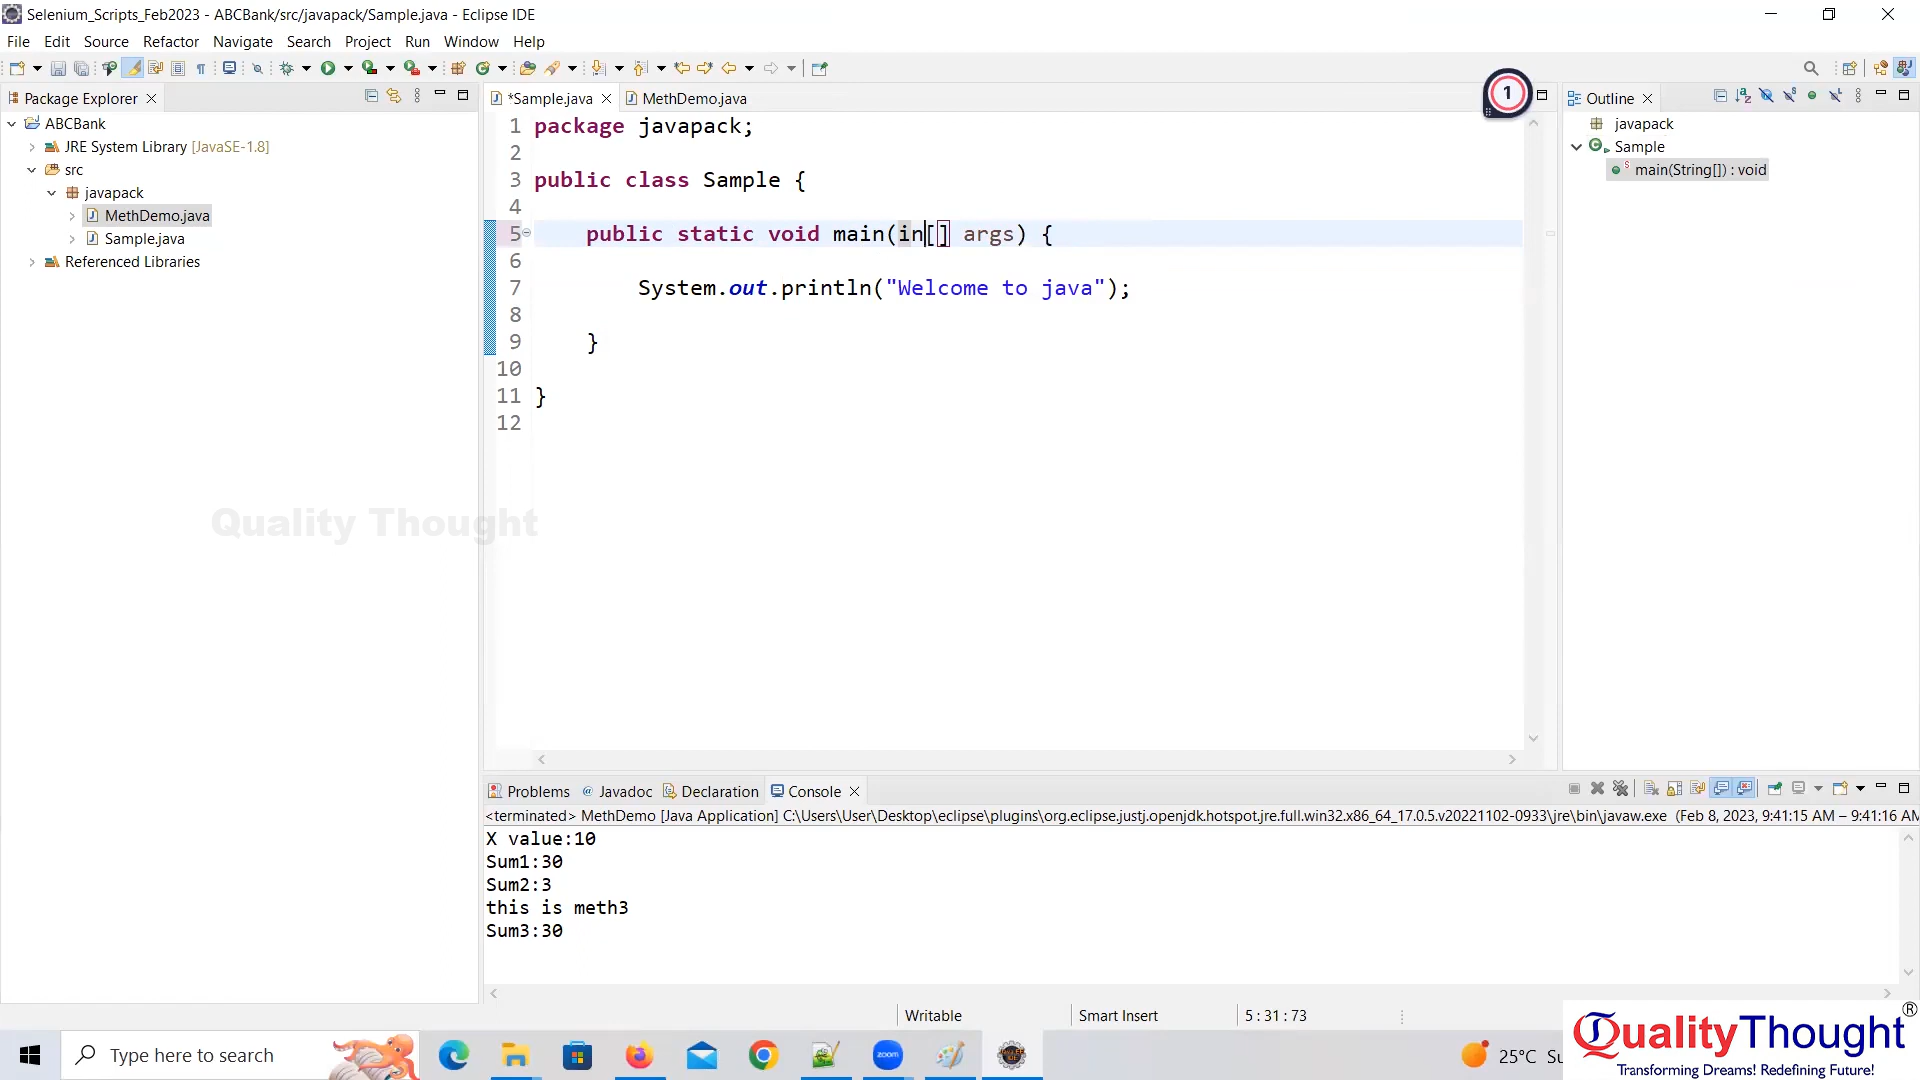 Selenium_Scripts_Feb2023 - ABCBank/src/javapack/Sample.java - Eclipse IDE
File Edit Source Refactor Navigate Search Project Run Window Help
Package Explorer
ABCBank
JRE System Library [JavaSE-1.8]
src
javapack
MethDemo.java
Sample.java
Referenced Libraries
*Sample.java
MethDemo.java
1
1 package javapack;
2
3 public class Sample {
4
5 public static void main(in[] args) {
6
7 System.out.println("Welcome to java");
8
9 }
10
11 }
12
Outline
javapack
Sample
main(String[]) : void
Quality Thought
Problems @ Javadoc Declaration Console
<terminated> MethDemo [Java Application] C:\Users\User\Desktop\eclipse\plugins\org.eclipse.justj.openjdk.hotspot.jre.full.win32.x86_64_17.0.5.v20221102-0933\jre\bin\javaw.exe (Feb 8, 2023, 9:41:15 AM – 9:41:16 AM
X value:10
Sum1:30
Sum2:3
this is meth3
Sum3:30
Writable
Smart Insert
5 : 31 : 73
Type here to search
zoom
25°C Su
QualityThought®
Transforming Dreams! Redefining Future!